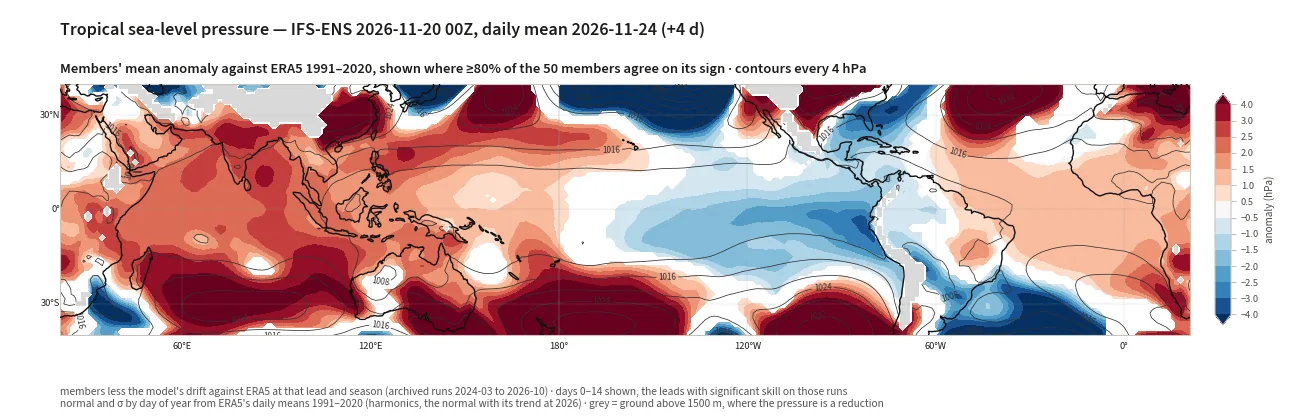 Tropical sea-level pressure — IFS-ENS 2026-11-20 00Z, daily mean 2026-11-24 (+4 d)
Members' mean anomaly against ERA5 1991–2020, shown where ≥80% of the 50 members agree on its sign · contours every 4 hPa
30°N
0°
30°S
60°E
120°E
180°
120°W
60°W
0°
1016
1016
1016
1016
1008
1016
1016
1024
1016
1016
4.0
3.0
2.5
2.0
1.5
1.0
0.5
−0.5
−1.0
−1.5
−2.0
−2.5
−3.0
−4.0
anomaly (hPa)
members less the model's drift against ERA5 at that lead and season (archived runs 2024-03 to 2026-10) · days 0–14 shown, the leads with significant skill on those runs
normal and σ by day of year from ERA5's daily means 1991–2020 (harmonics, the normal with its trend at 2026) · grey = ground above 1500 m, where the pressure is a reduction